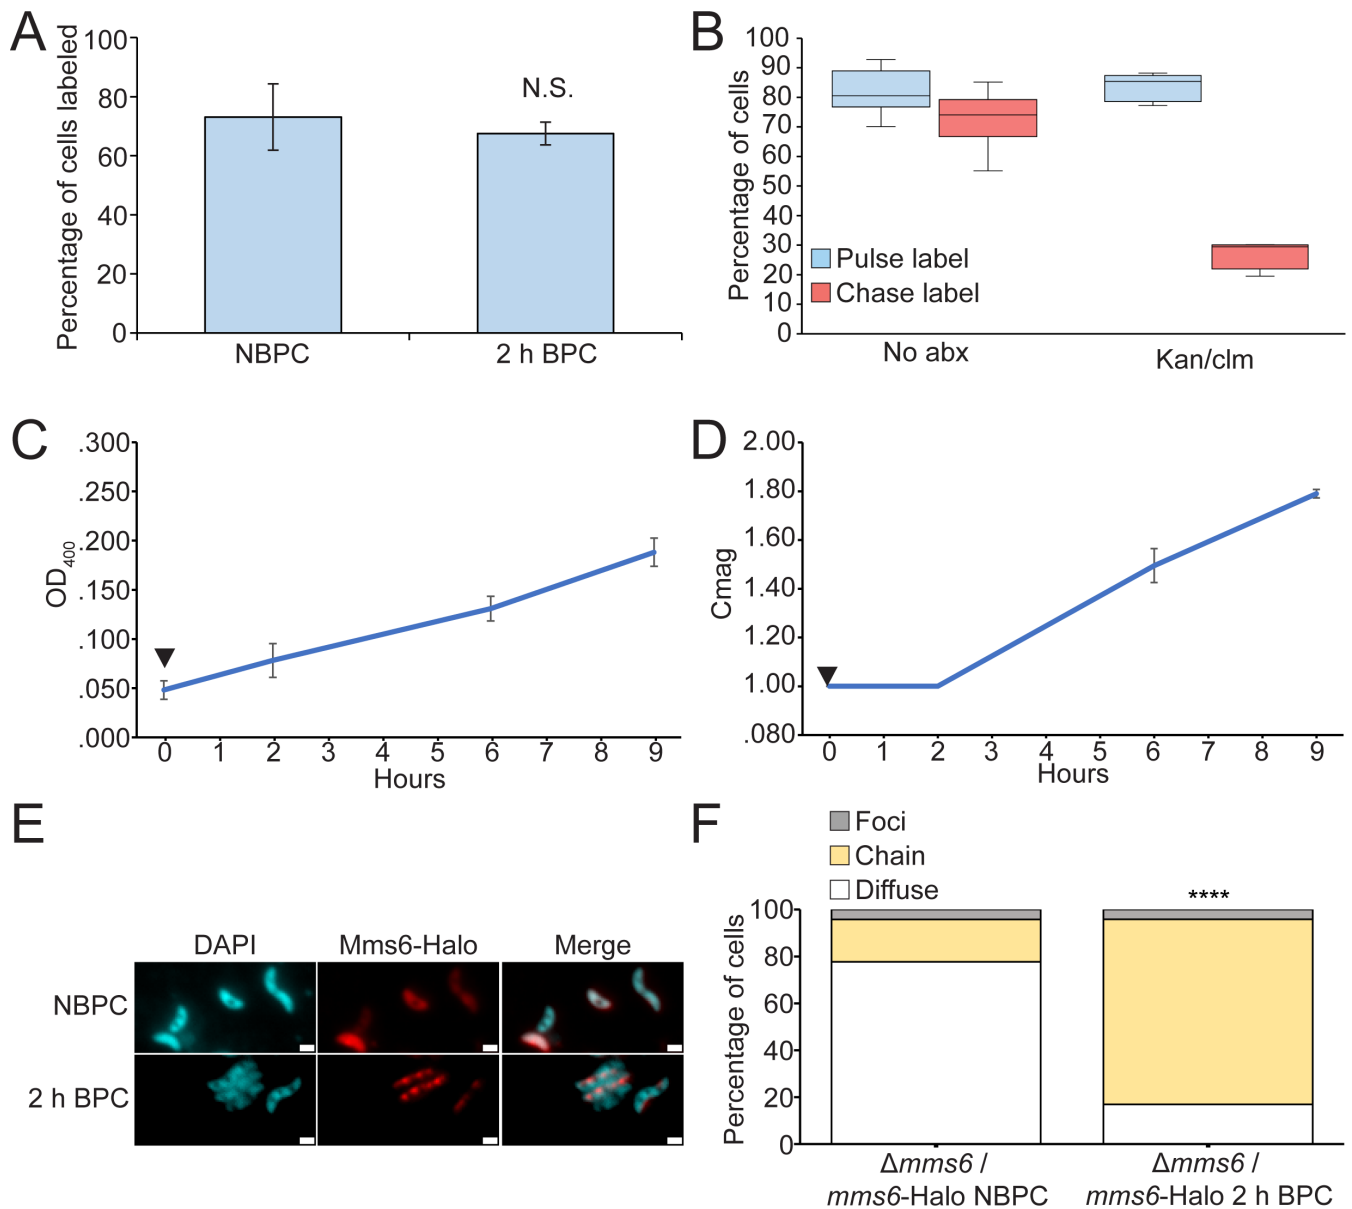 A
Percentage of cells labeled
100
80
60
40
20
0
N.S.
NBPC
2 h BPC
B
Percentage of cells
100
90
80
70
60
50
40
30
20
10
0
Pulse label
Chase label
No abx
Kan/clm
C
OD400
.300
.250
.200
.150
.100
.050
.000
0 1 2 3 4 5 6 7 8 9
Hours
D
Cmag
2.00
1.80
1.60
1.40
1.20
1.00
.080
0 1 2 3 4 5 6 7 8 9
Hours
E
DAPI
Mms6-Halo
Merge
NBPC
2 h BPC
F
Foci
Chain
Diffuse
Percentage of cells
100
80
60
40
20
0
****
Δmms6 /
mms6-Halo NBPC
Δmms6 /
mms6-Halo 2 h BPC